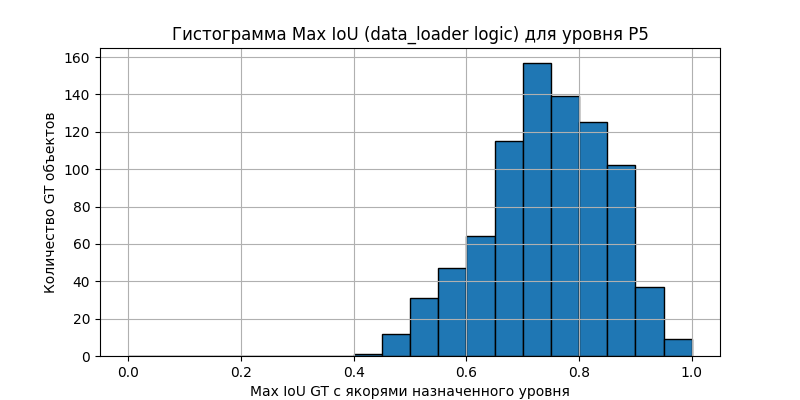 Гистограмма Max IoU (data_loader logic) для уровня P5
Количество GT объектов
160
140
120
100
80
60
40
20
0
0.0 0.2 0.4 0.6 0.8 1.0
Max IoU GT с якорями назначенного уровня